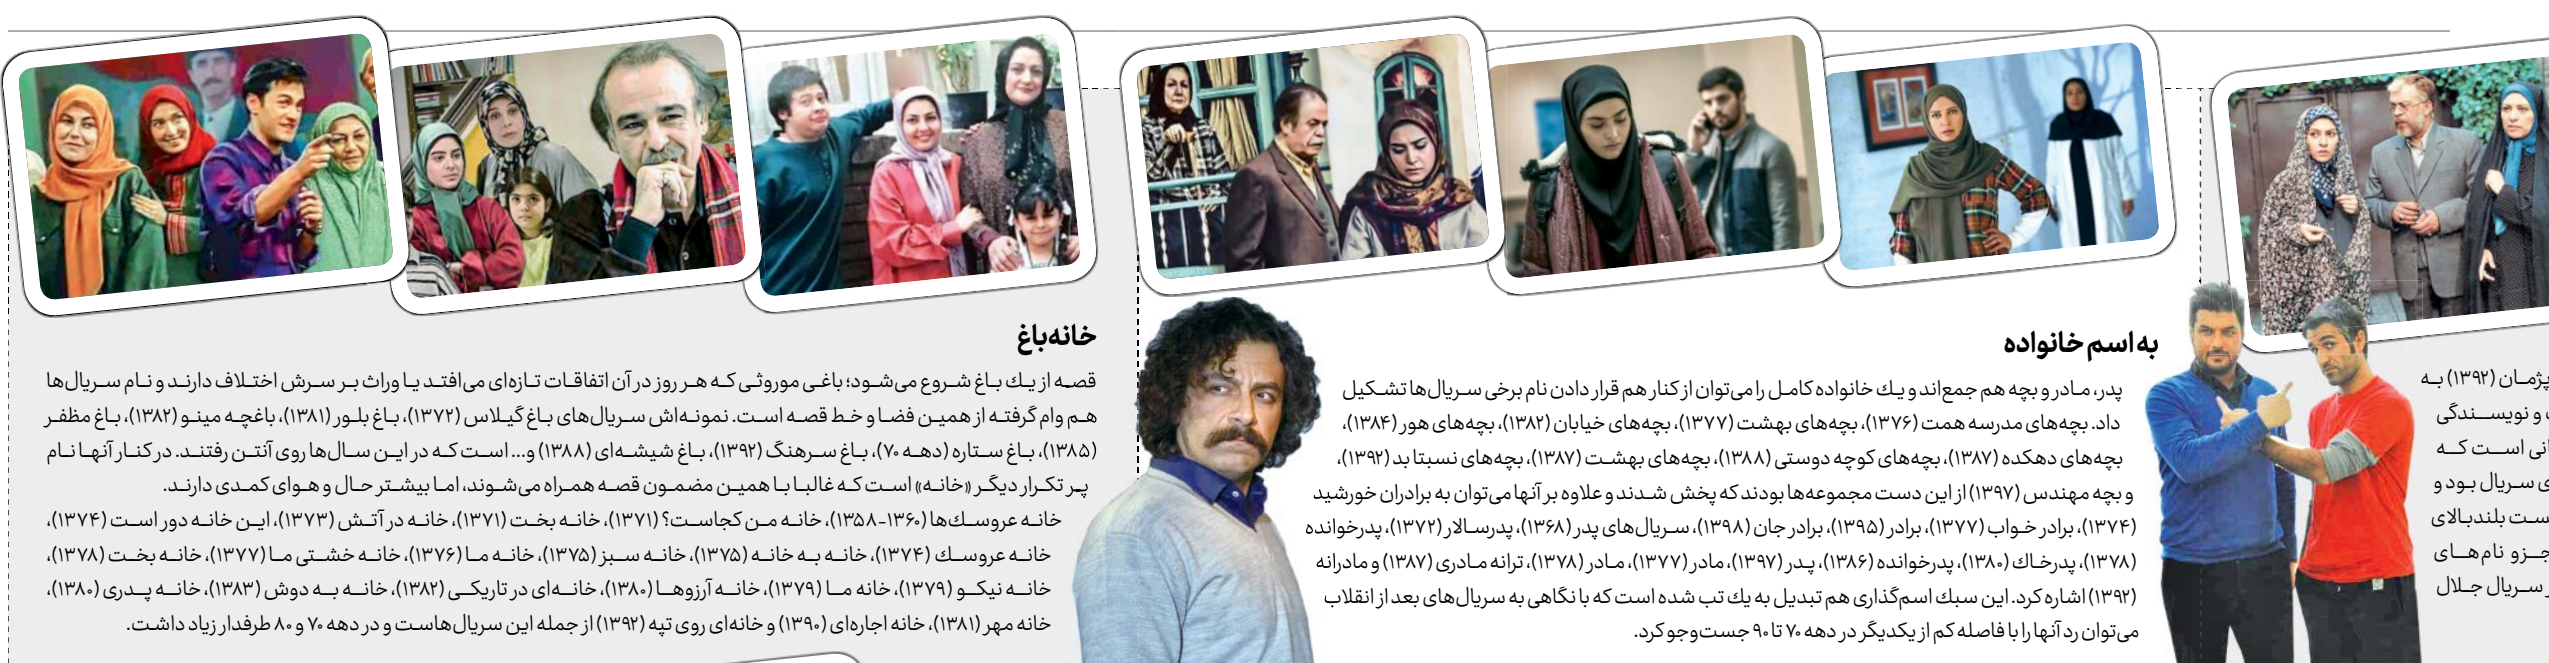 پژمان (۱۳۹۲) به
و نویسندگی
است که
سریال بود و
بلندبالای
جزو نام‌های
سریال جلال
به اسم خانواده
پدر، مادر و بچه هم جمع‌اند و یك خانواده کامل را می‌توان از کنار هم قرار دادن نام برخی سریال‌ها تشکیل
داد. بچه‌های مدرسه همت (۱۳۷۶)، بچه‌های بهشت (۱۳۷۷)، بچه‌های خیابان (۱۳۸۲)، بچه‌های هور (۱۳۸۴)،
بچه‌های دهکده (۱۳۸۷)، بچه‌های کوچه دوستی (۱۳۸۸)، بچه‌های بهشت (۱۳۸۷)، بچه‌های نسبتا بد (۱۳۹۲)،
و بچه مهندس (۱۳۹۷) از این دست مجموعه‌ها بودند که پخش شدند و علاوه بر آنها می‌توان به برادران خورشید
(۱۳۷۴)، برادر خواب (۱۳۷۷)، برادر (۱۳۹۵)، برادر جان (۱۳۹۸)، سریال‌های پدر (۱۳۶۸)، پدرسالار (۱۳۷۲)، پدرخوانده
(۱۳۷۸)، پدرخاك (۱۳۸۰)، پدرخوانده (۱۳۸۶)، پدر (۱۳۹۷)، مادر (۱۳۷۷)، مادر (۱۳۷۸)، ترانه مادری (۱۳۸۷) و مادرانه
(۱۳۹۲) اشاره کرد. این سبك اسم‌گذاری هم تبدیل به یك تب شده است که با نگاهی به سریال‌های بعد از انقلاب
می‌توان رد آنها را با فاصله کم از یکدیگر در دهه ۷۰ تا ۹۰ جست‌وجو کرد.
خانه‌باغ
قصه از یك باغ شروع می‌شود؛ باغی موروثی که هر روز در آن اتفاقات تازه‌ای می‌افتد یا وراث بر سرش اختلاف دارند و نام سریال‌ها
هم وام گرفته از همین فضا و خط قصه است. نمونه‌اش سریال‌های باغ گیلاس (۱۳۷۲)، باغ بلور (۱۳۸۱)، باغچه مینو (۱۳۸۲)، باغ مظفر
(۱۳۸۵)، باغ ستاره (دهه ۷۰)، باغ سرهنگ (۱۳۹۲)، باغ شیشه‌ای (۱۳۸۸) و... است که در این سال‌ها روی آنتن رفتند. در کنار آنها نام
پر تکرار دیگر «خانه» است که غالبا با همین مضمون قصه همراه می‌شوند، اما بیشتر حال و هوای کمدی دارند.
خانه عروسك‌ها (۱۳۶۰-۱۳۵۸)، خانه من کجاست؟ (۱۳۷۱)، خانه بخت (۱۳۷۱)، خانه در آتش (۱۳۷۳)، این خانه دور است (۱۳۷۴)،
خانه عروسك (۱۳۷۴)، خانه به خانه (۱۳۷۵)، خانه سبز (۱۳۷۵)، خانه ما (۱۳۷۶)، خانه خشتی ما (۱۳۷۷)، خانه بخت (۱۳۷۸)،
خانه نیکو (۱۳۷۹)، خانه ما (۱۳۷۹)، خانه آرزوها (۱۳۸۰)، خانه‌ای در تاریکی (۱۳۸۲)، خانه به دوش (۱۳۸۳)، خانه پدری (۱۳۸۰)،
خانه مهر (۱۳۸۱)، خانه اجاره‌ای (۱۳۹۰) و خانه‌ای روی تپه (۱۳۹۲) از جمله این سریال‌هاست و در دهه ۷۰ و ۸۰ طرفدار زیاد داشت.